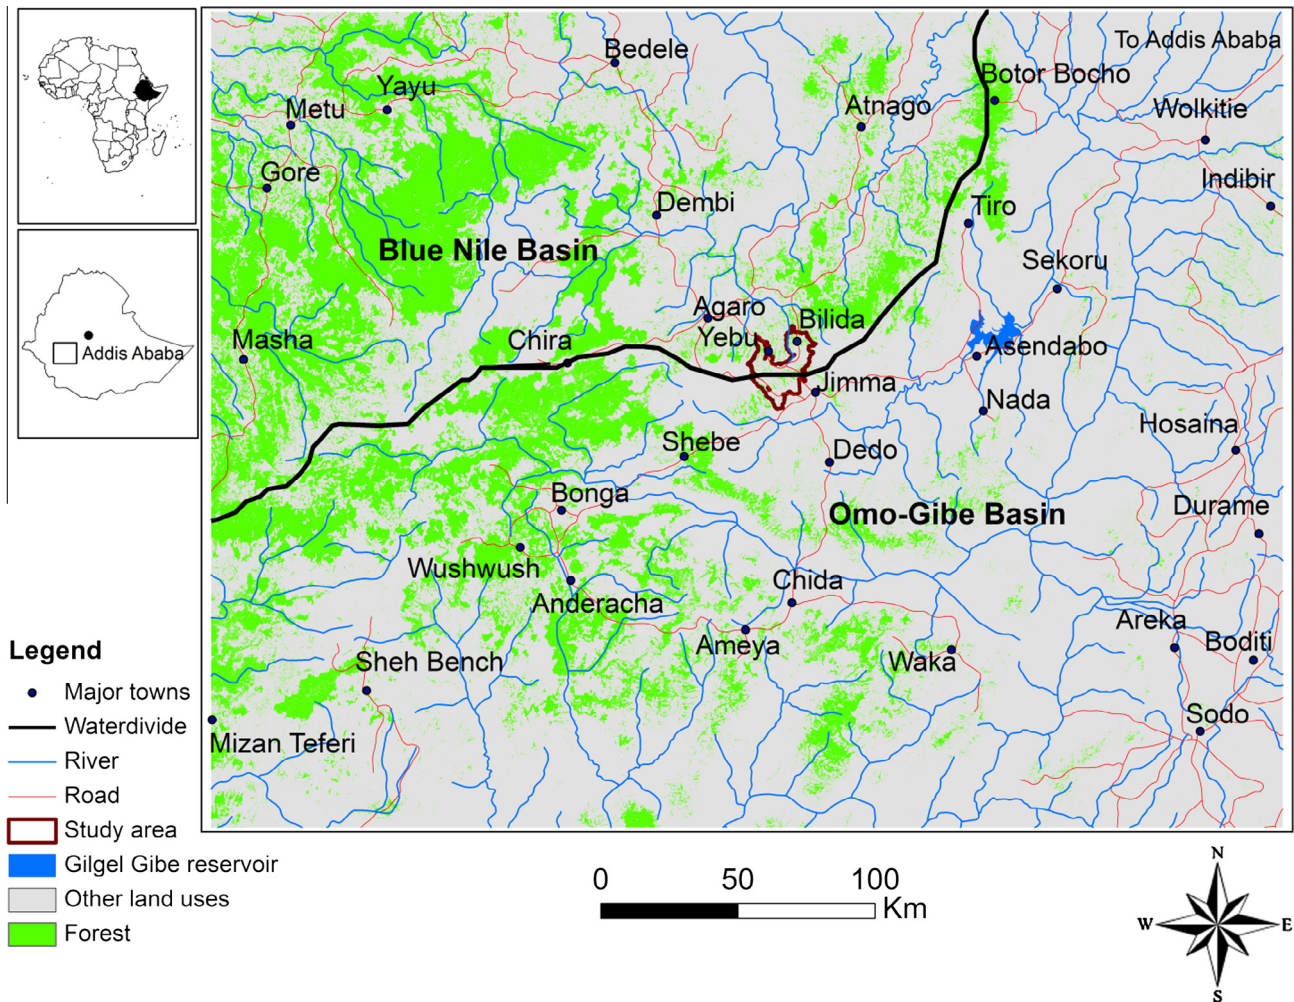 To Addis Ababa
Bedele
Botor Bocho
Yayu
Atnago
Wolkitie
Metu
Gore
Indibir
Dembi
Tiro
Blue Nile Basin
Sekoru
Agaro
Bilida
Yebu
Chira
Masha
Asendabo
Addis Ababa
Jimma
Nada
Hosaina
Shebe
Dedo
Bonga
Durame
Omo-Gibe Basin
Wushwush
Chida
Anderacha
Areka
Ameya
Boditi
Waka
Sheh Bench
Sodo
Mizan Teferi
Legend
Major towns
Waterdivide
River
Road
Study area
Gilgel Gibe reservoir
Other land uses
Forest
0 50 100
Km
N
W E
S